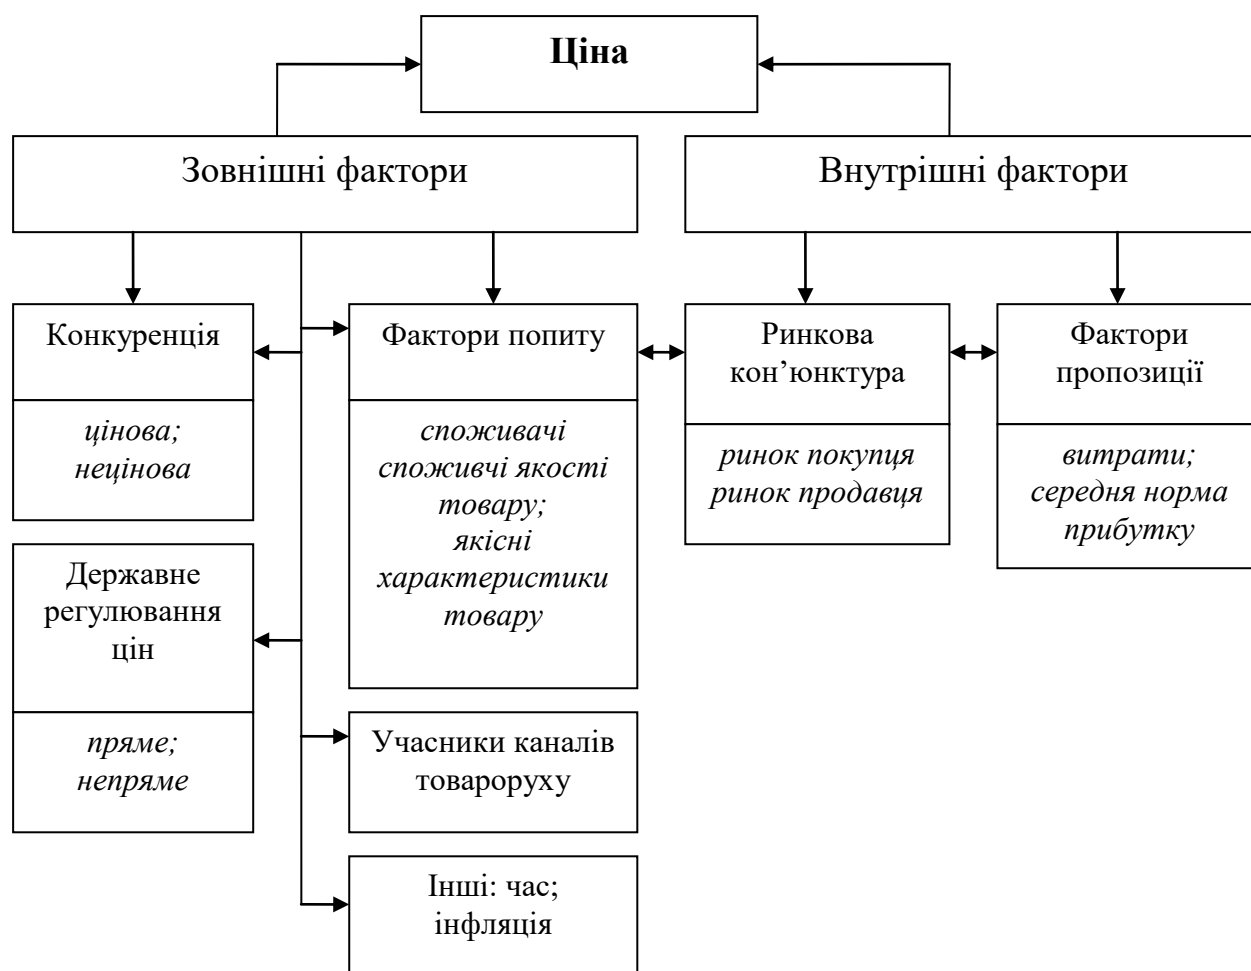 Ціна
Зовнішні фактори
Внутрішні фактори
Конкуренція
цінова;
нецінова
Фактори попиту
споживачі
споживчі якості
товару;
якісні
характеристики
товару
Ринкова
кон’юнктура
ринок покупця
ринок продавця
Фактори
пропозиції
витрати;
середня норма
прибутку
Державне
регулювання
цін
пряме;
непряме
Учасники каналів
товароруху
Інші: час;
інфляція